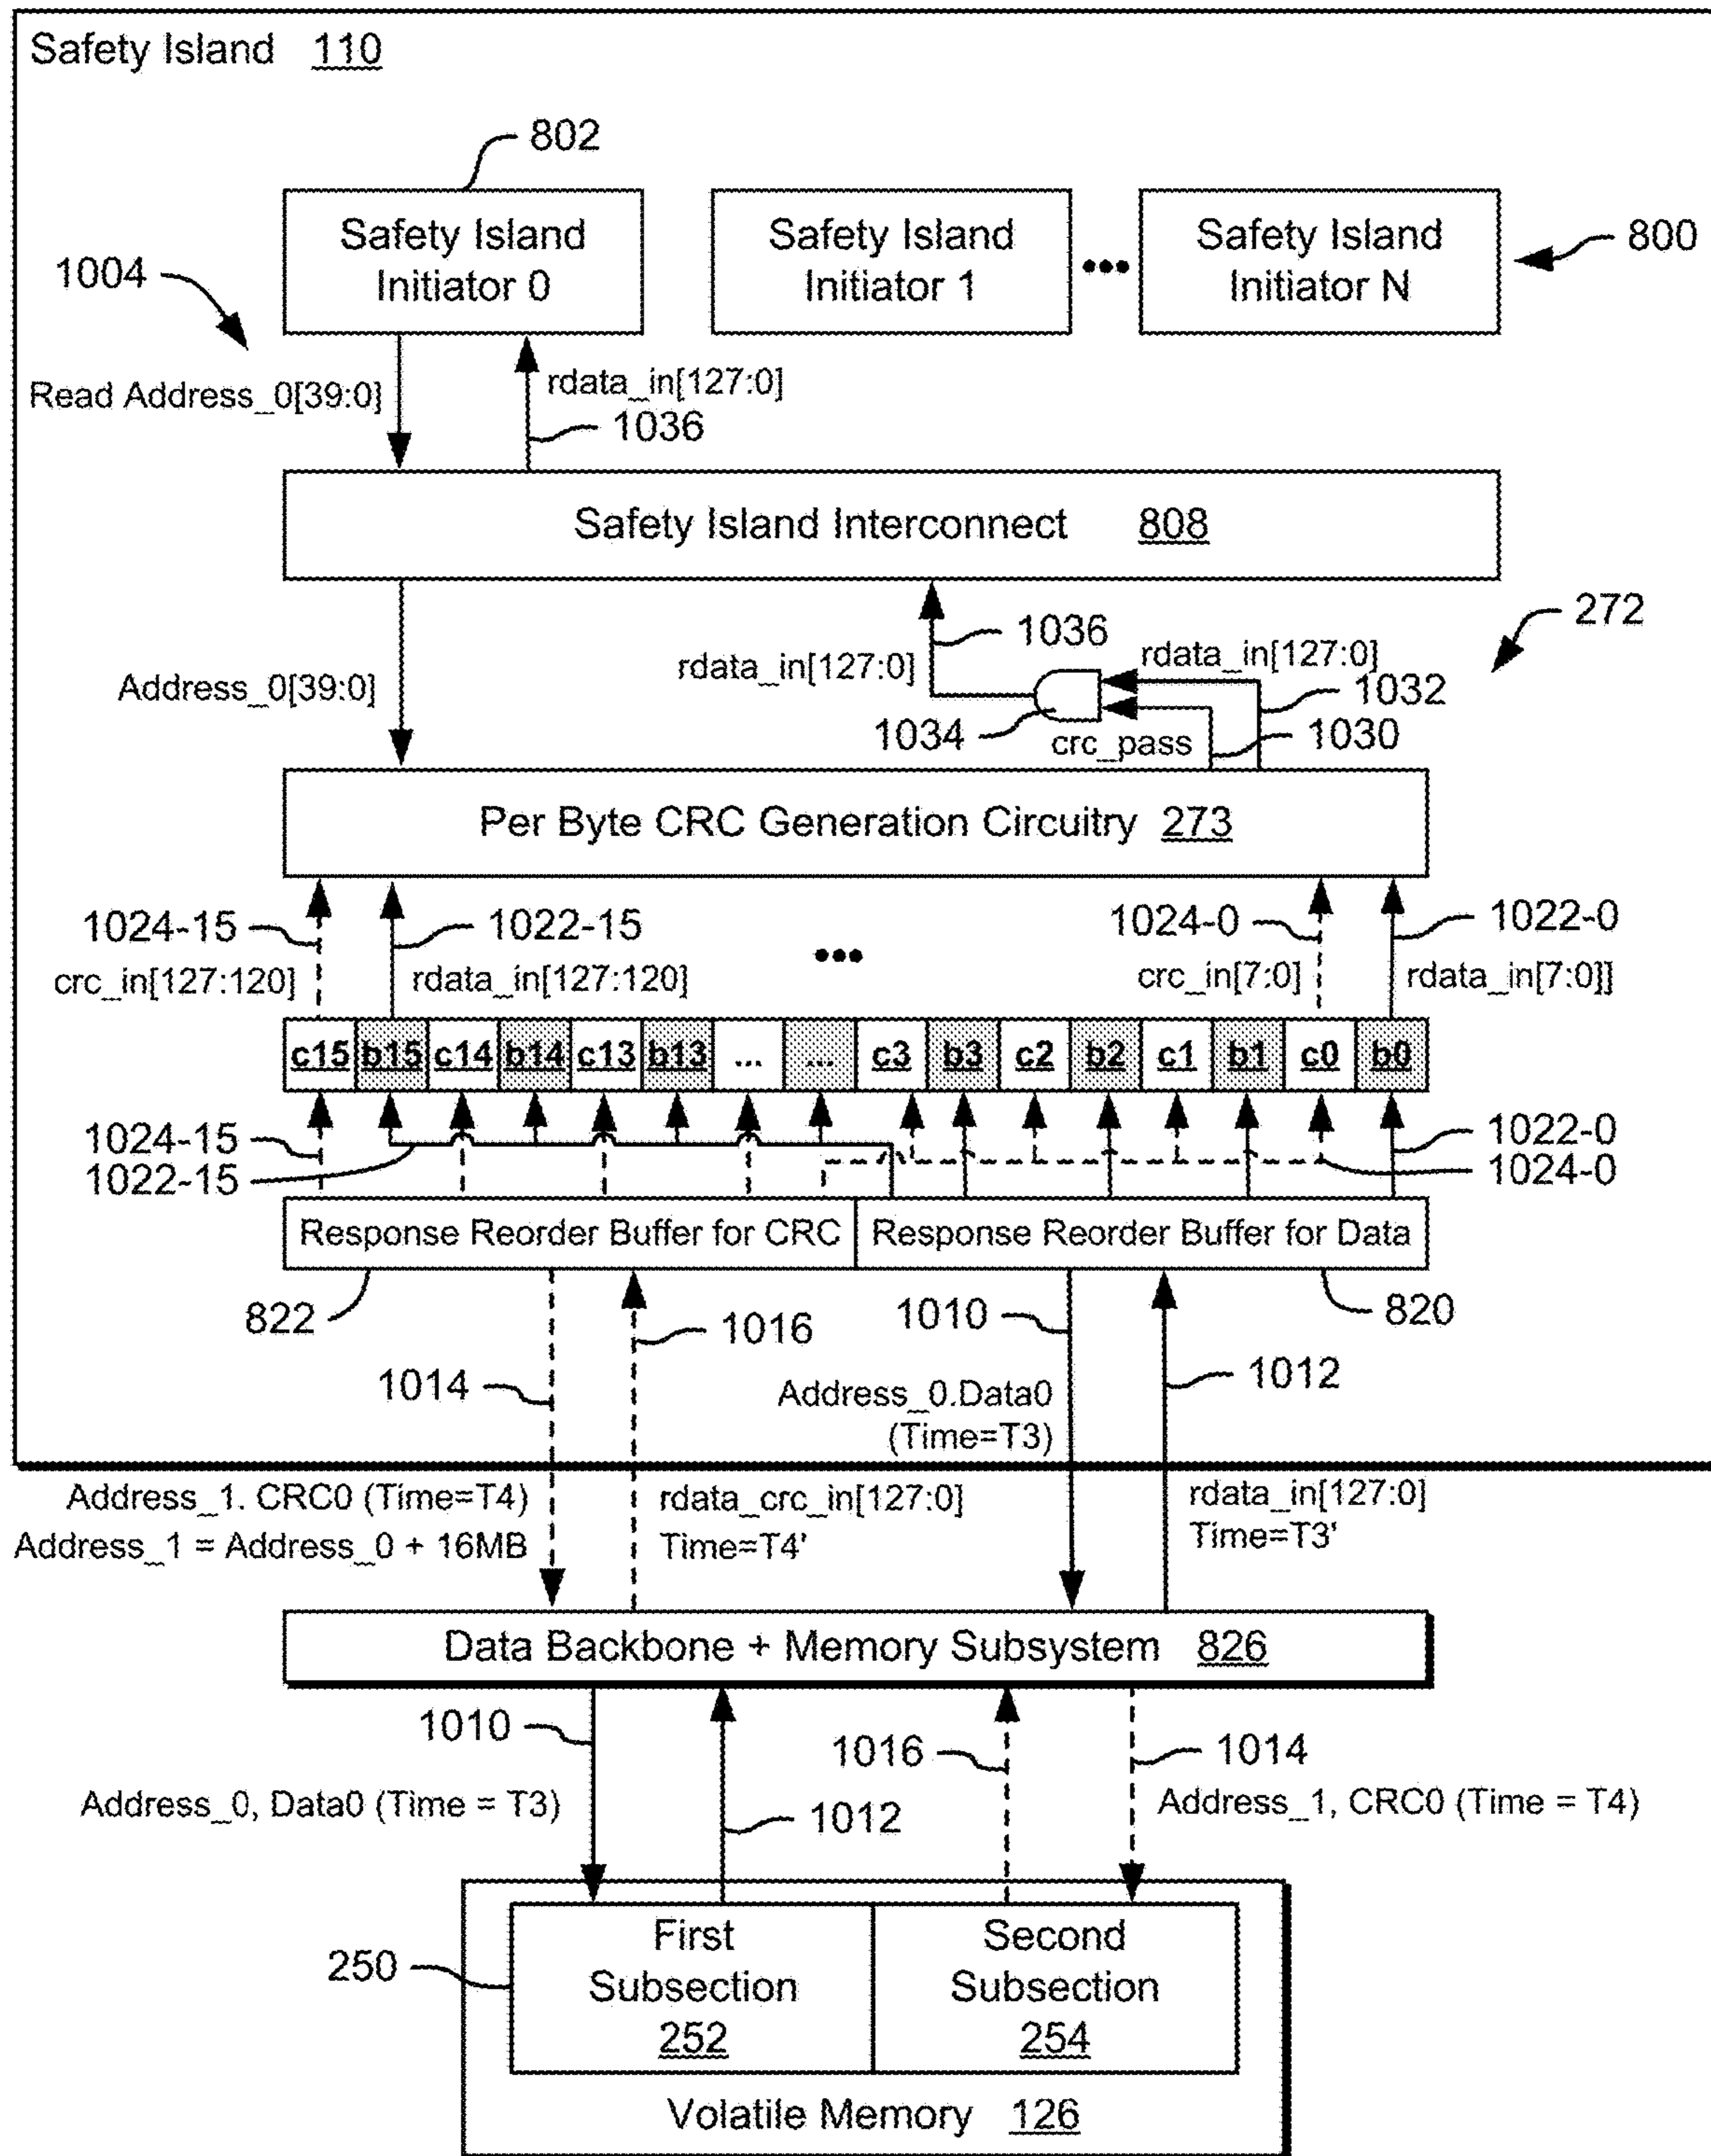 Safety Island 110
802
Safety Island Initiator 0
Safety Island Initiator 1
•••
Safety Island Initiator N
800
1004
Read Address_0[39:0]
rdata_in[127:0]
1036
Safety Island Interconnect 808
272
1036
rdata_in[127:0]
rdata_in[127:0]
Address_0[39:0]
1032
1034
crc_pass
1030
Per Byte CRC Generation Circuitry 273
1024-15
1022-15
1024-0
1022-0
•••
crc_in[127:120]
rdata_in[127:120]
crc_in[7:0]
rdata_in[7:0]]
c15 b15 c14 b14 c13 b13 ... ... c3 b3 c2 b2 c1 b1 c0 b0
1024-15
1022-0
1022-15
1024-0
Response Reorder Buffer for CRC
Response Reorder Buffer for Data
822
1016
1010
820
1014
1012
Address_0.Data0
(Time=T3)
Address_1. CRC0 (Time=T4)
Address_1 = Address_0 + 16MB
rdata_crc_in[127:0]
Time=T4'
rdata_in[127:0]
Time=T3'
Data Backbone + Memory Subsystem 826
1010
1016
1014
Address_0, Data0 (Time = T3)
1012
Address_1, CRC0 (Time = T4)
250
First
Subsection
252
Second
Subsection
254
Volatile Memory 126